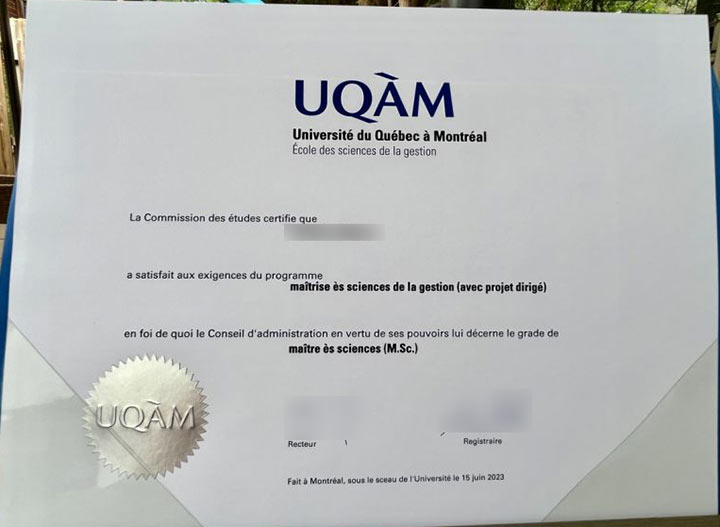 UQÀM
Université du Québec à Montréal
École des sciences de la gestion
La Commission des études certifie que
a satisfait aux exigences du programme
maîtrise ès sciences de la gestion (avec projet dirigé)
en foi de quoi le Conseil d'administration en vertu de ses pouvoirs lui décerne le grade de
maître ès sciences (M.Sc.)
UQÀM
Recteur
Registraire
Fait à Montréal, sous le sceau de l'Université le 15 juin 2023